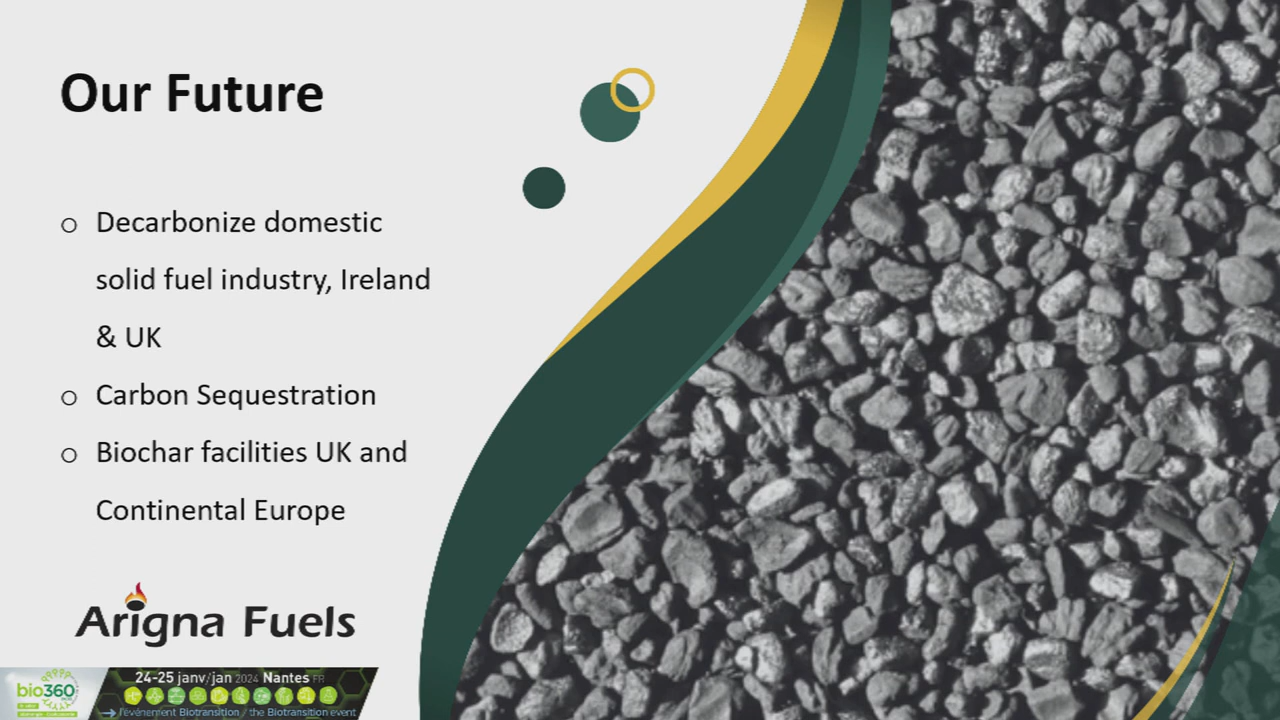 Our Future
o Decarbonize domestic
solid fuel industry, Ireland
& UK
o Carbon Sequestration
o Biochar facilities UK and
Continental Europe
Arigna Fuels
24-25 janv/jan 2024 Nantes FR
bio360
l'événement Biotransition / the Biotransition event